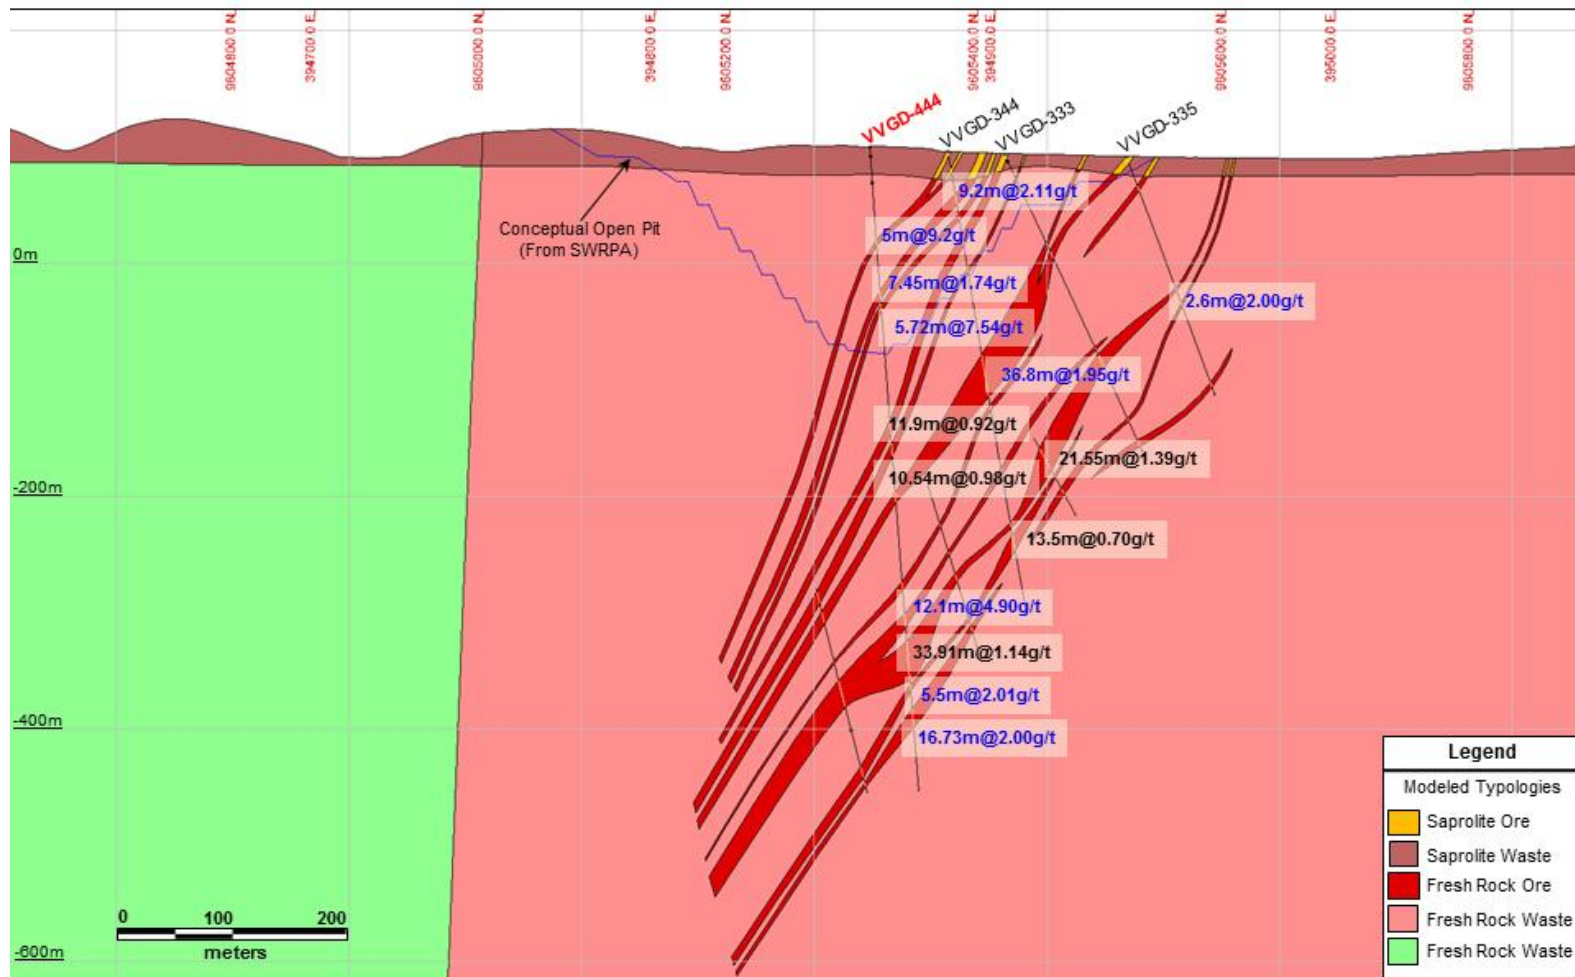 9604800.0 N
394700.0 E
9605000.0 N
394800.0 E
9605200.0 N
9605400.0 N
394900.0 E
9605600.0 N
395000.0 E
9605800.0 N
VVGD-444
VVGD-344
VVGD-333
VVGD-335
9.2m@2.11g/t
Conceptual Open Pit
(From SWRPA)
5m@9.2g/t
0m
7.45m@1.74g/t
2.6m@2.00g/t
5.72m@7.54g/t
36.8m@1.95g/t
11.9m@0.92g/t
21.55m@1.39g/t
10.54m@0.98g/t
-200m
13.5m@0.70g/t
12.1m@4.90g/t
33.91m@1.14g/t
5.5m@2.01g/t
-400m
16.73m@2.00g/t
Legend
Modeled Typologies
Saprolite Ore
Saprolite Waste
Fresh Rock Ore
Fresh Rock Waste
Fresh Rock Waste
0 100 200
meters
-600m